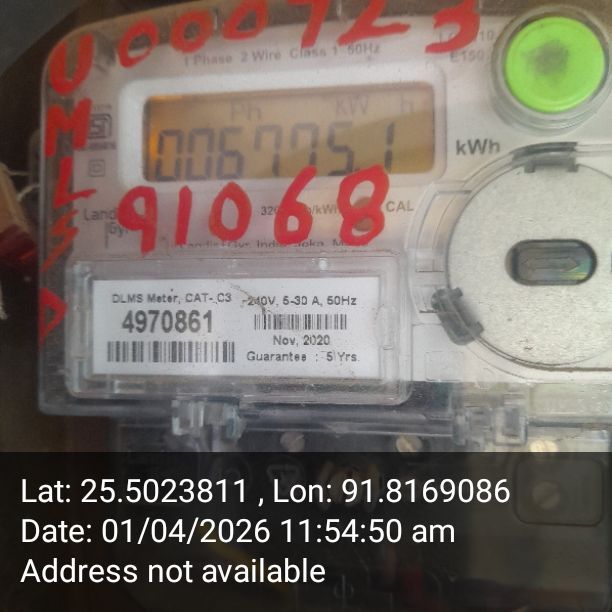 U000723
1 Phase 2 Wire Class 1 50Hz
Ph kW h
kWh
M
L
S
D
91068
CAL
DLMS Meter, CAT- C3 ~240V, 5-30 A, 50Hz
4970861
Nov, 2020
Guarantee : 5 Yrs.
Lat: 25.5023811 , Lon: 91.8169086
Date: 01/04/2026 11:54:50 am
Address not available